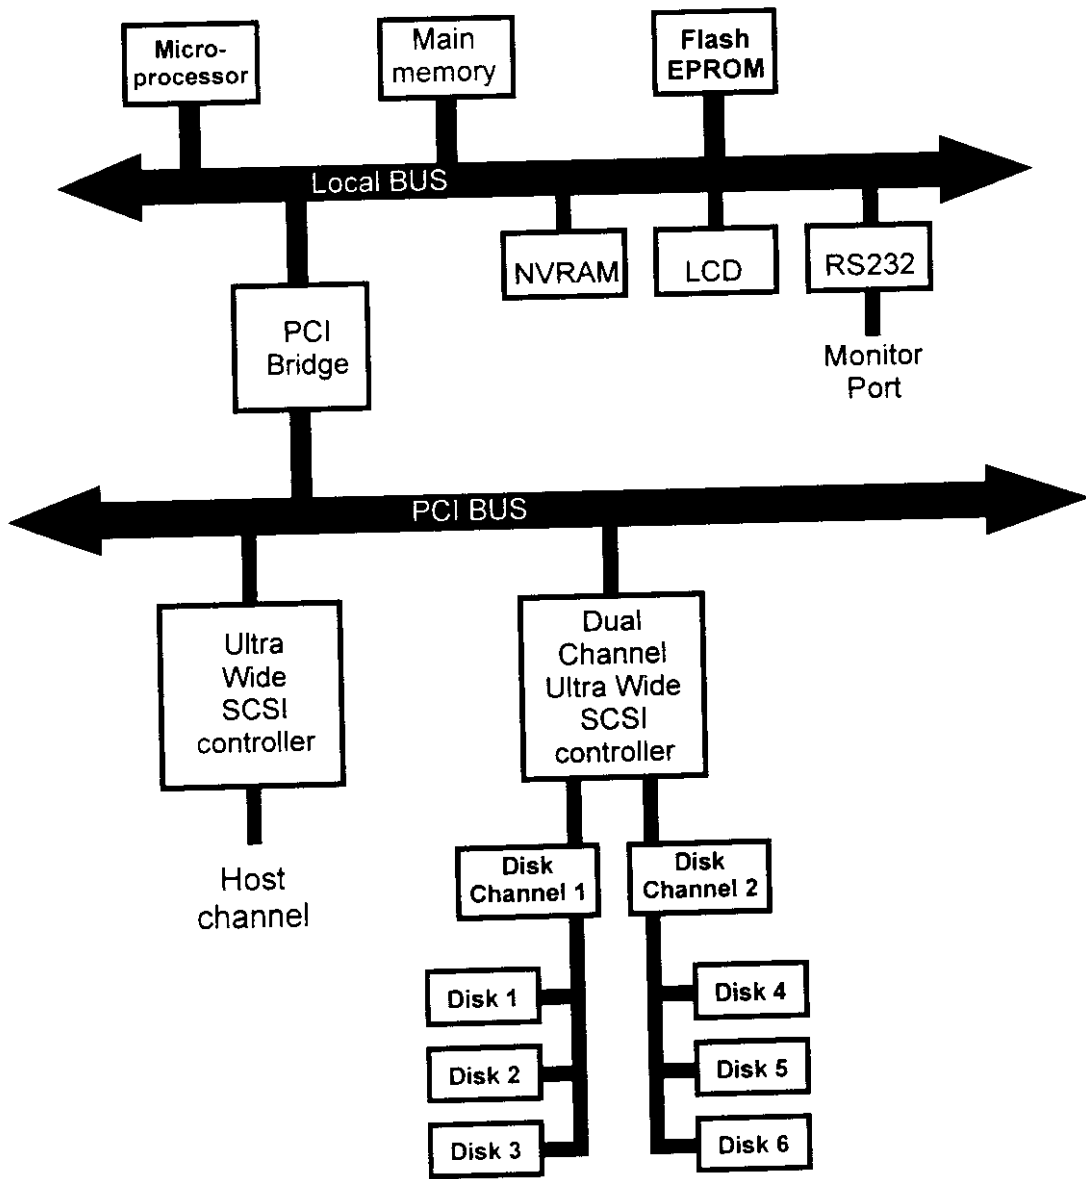 Micro-
processor
Main
memory
Flash
EPROM
Local BUS
NVRAM
LCD
RS232
PCI
Bridge
Monitor
Port
PCI BUS
Ultra
Wide
SCSI
controller
Dual
Channel
Ultra Wide
SCSI
controller
Host
channel
Disk
Channel 1
Disk
Channel 2
Disk 1
Disk 4
Disk 2
Disk 5
Disk 3
Disk 6